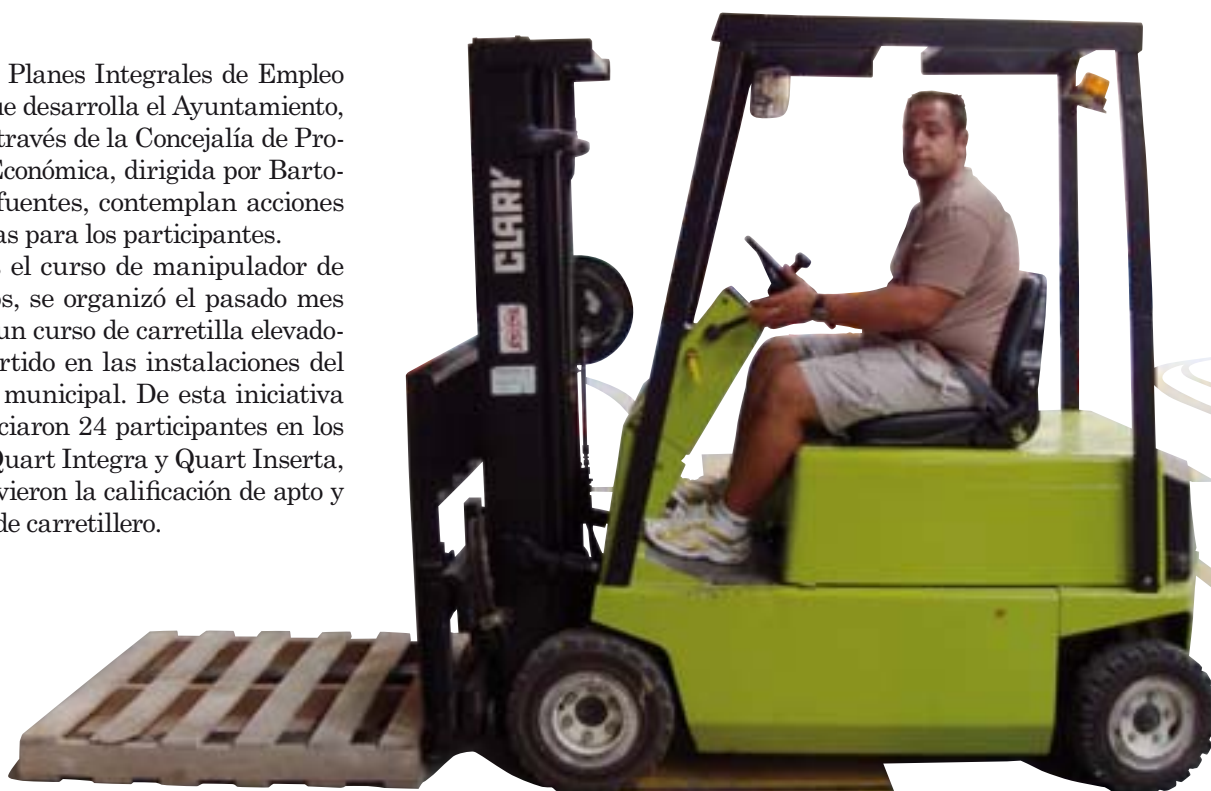 Planes Integrales de Empleo
ue desarrolla el Ayuntamiento,
través de la Concejalía de Pro-
Económica, dirigida por Barto-
fuentes, contemplan acciones
as para los participantes.
el curso de manipulador de
os, se organizó el pasado mes
un curso de carretilla elevado-
rtido en las instalaciones del
municipal. De esta iniciativa
ciaron 24 participantes en los
Quart Integra y Quart Inserta,
vieron la calificación de apto y
de carretillero.
CLARK